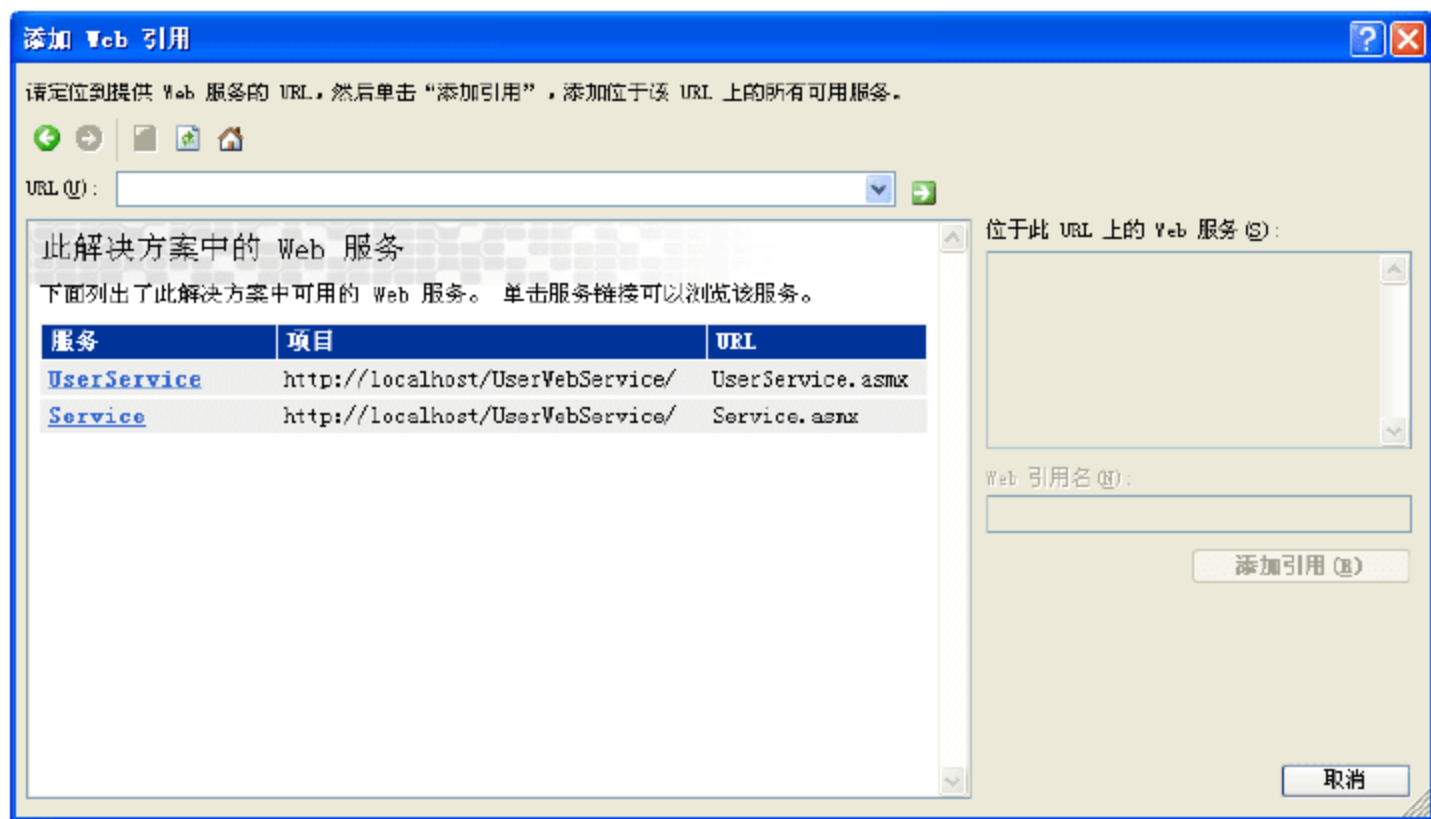 添加 Web 引用
请定位到提供 Web 服务的 URL,然后单击“添加引用”,添加位于该 URL 上的所有可用服务。
URL(U):
此解决方案中的 Web 服务
下面列出了此解决方案中可用的 Web 服务。 单击服务链接可以浏览该服务。
服务 项目 URL
UserService http://localhost/UserWebService/ UserService.asmx
Service http://localhost/UserWebService/ Service.asmx
位于此 URL 上的 Web 服务(S):
Web 引用名(N):
添加引用(R)
取消